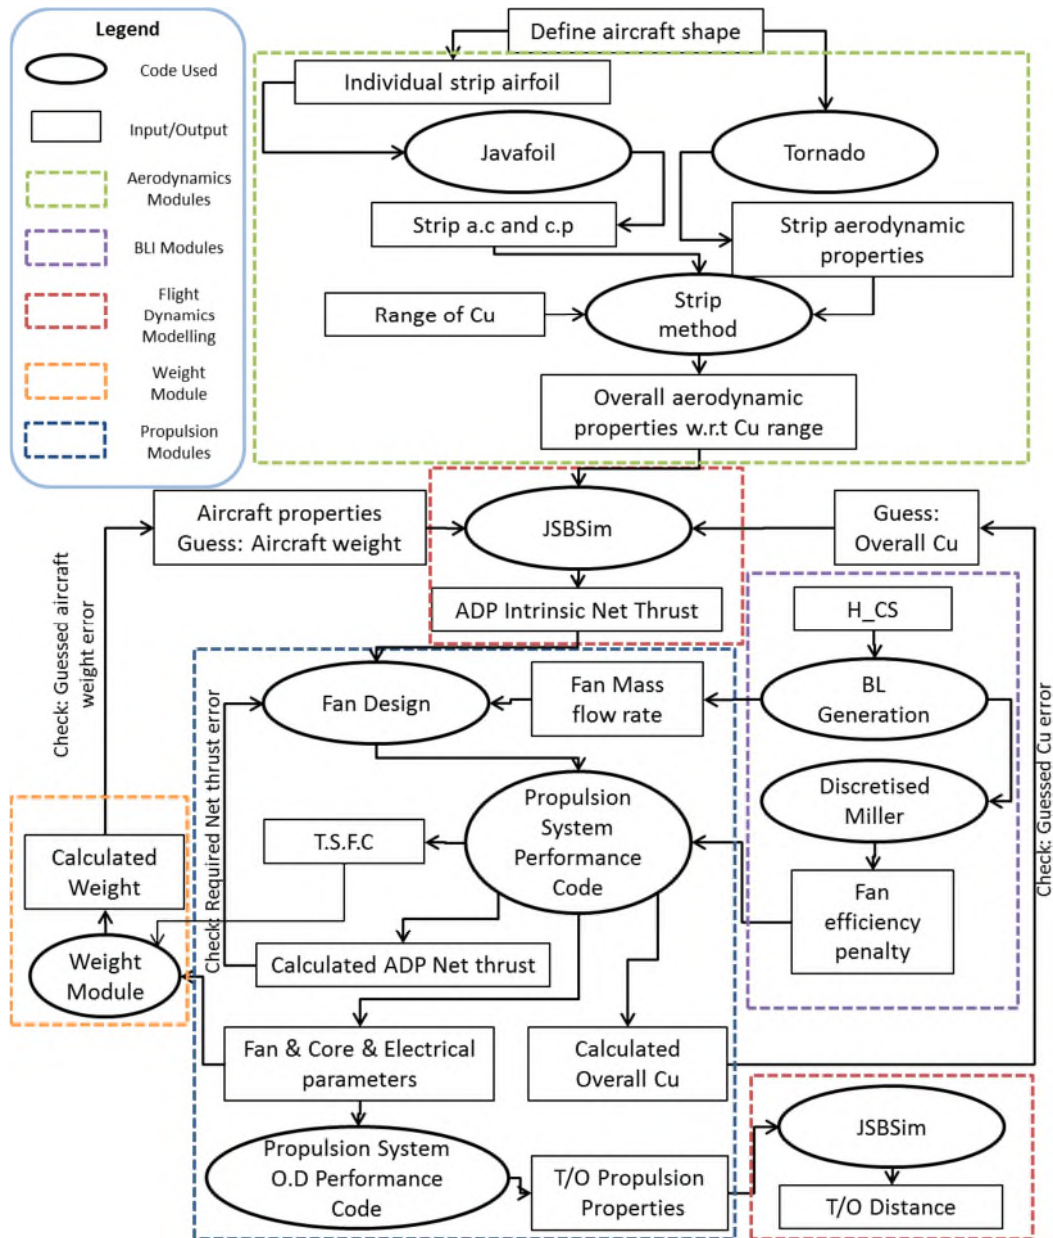 Legend
Code Used
Input/Output
Aerodynamics
Modules
BLI Modules
Flight
Dynamics
Modelling
Weight
Module
Propulsion
Modules
Define aircraft shape
Individual strip airfoil
Javafoil
Tornado
Strip a.c and c.p
Strip aerodynamic
properties
Range of Cu
Strip
method
Overall aerodynamic
properties w.r.t Cu range
Aircraft properties
Guess: Aircraft weight
JSBSim
Guess:
Overall Cu
ADP Intrinsic Net Thrust
H_CS
Check: Guessed aircraft
weight error
Fan Design
Fan Mass
flow rate
BL
Generation
Check: Guessed Cu error
Check: Required Net thrust error
Propulsion
System
Performance
Code
Discretised
Miller
T.S.F.C
Calculated
Weight
Fan
efficiency
penalty
Weight
Module
Calculated ADP Net thrust
Fan & Core & Electrical
parameters
Calculated
Overall Cu
JSBSim
Propulsion System
O.D Performance
Code
T/O Propulsion
Properties
T/O Distance